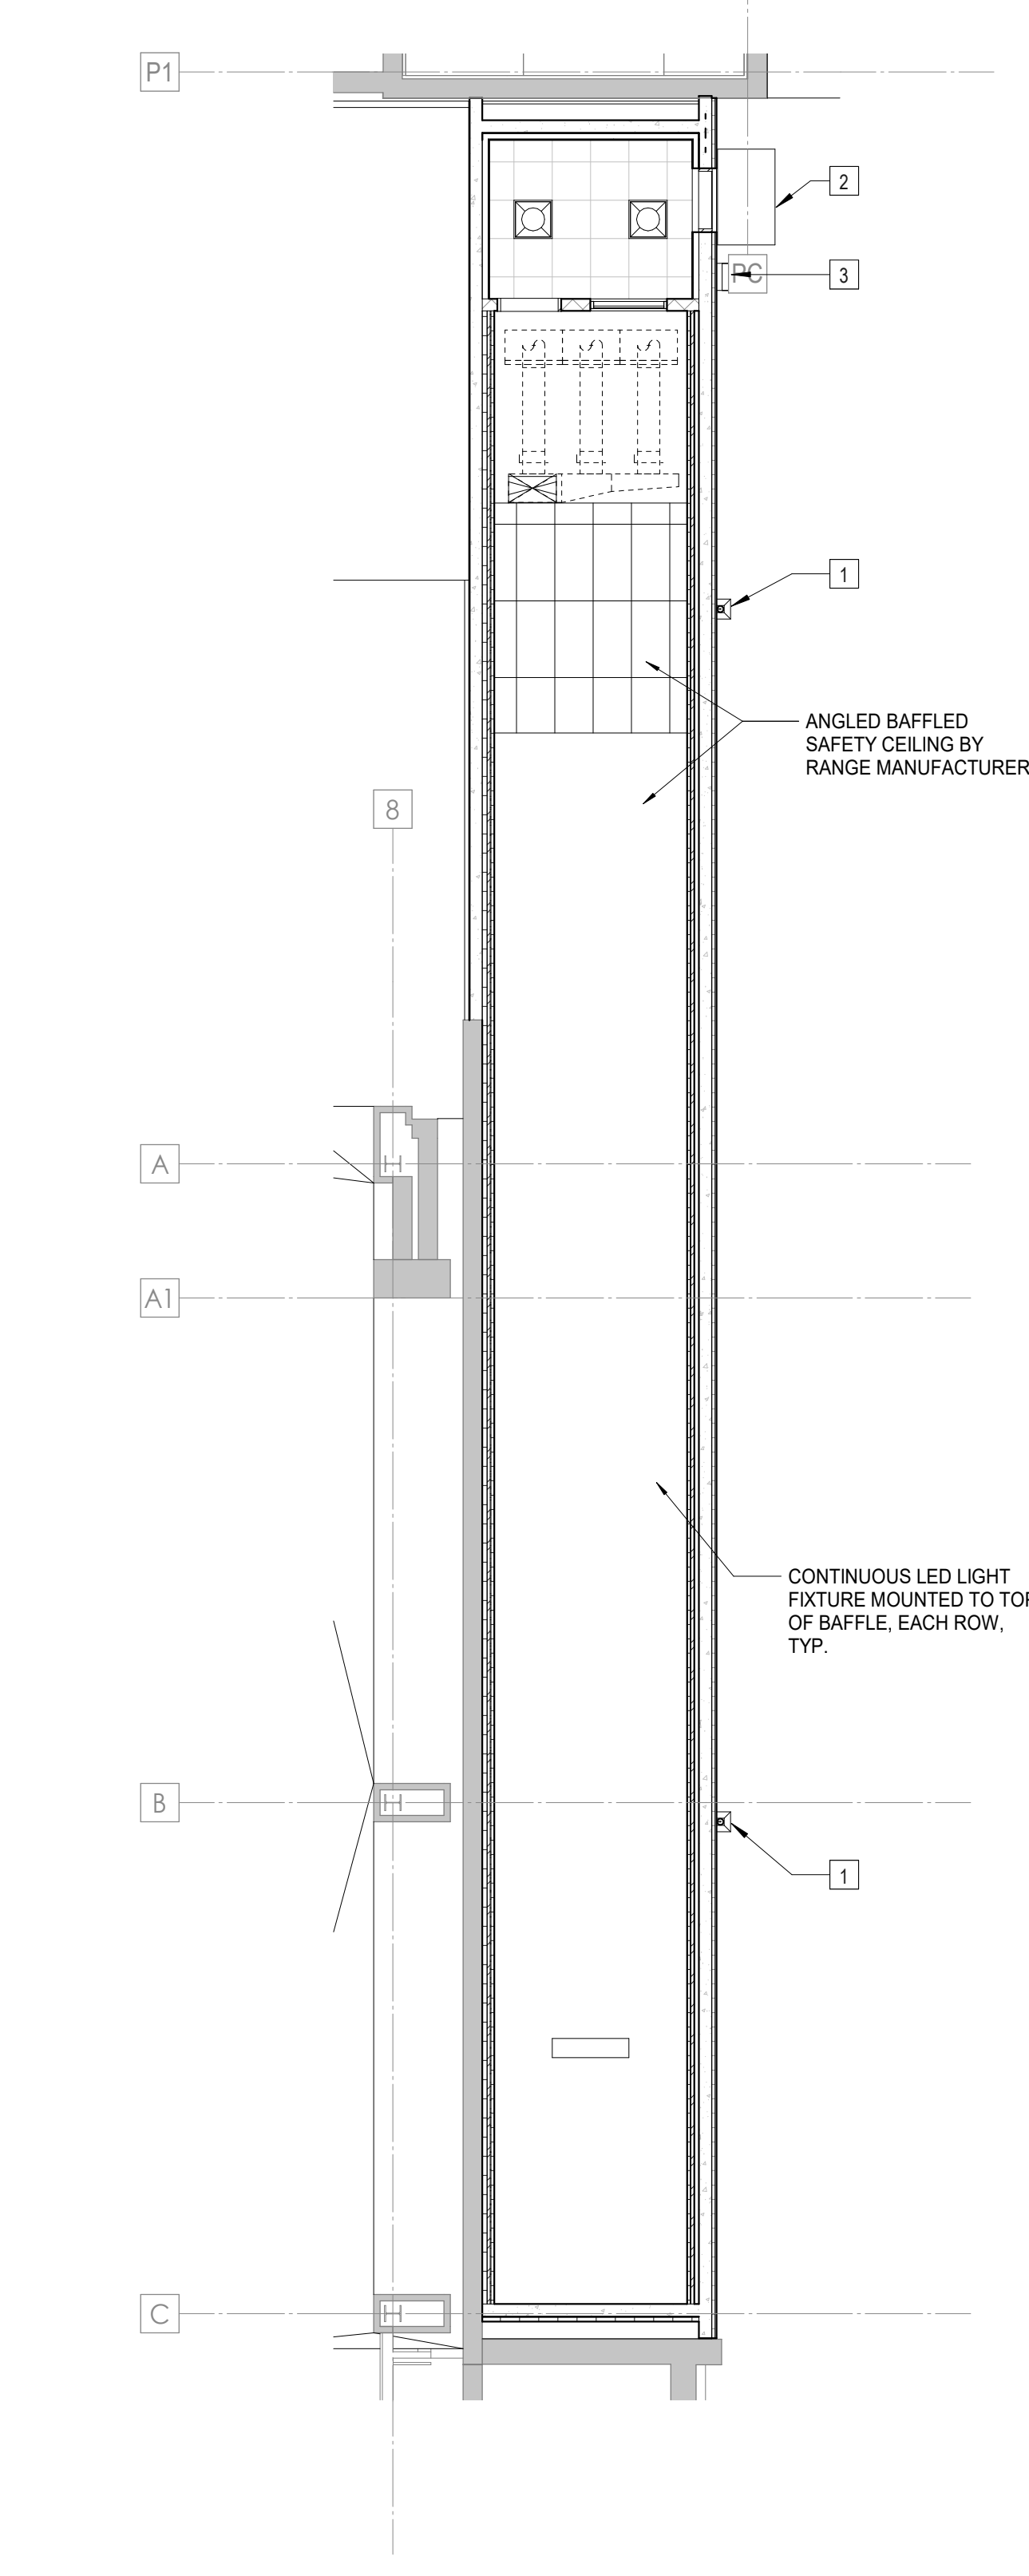 P1
2
PC
3
1
ANGLED BAFFLED
SAFETY CEILING BY
RANGE MANUFACTURER
8
A
A1
CONTINUOUS LED LIGHT
FIXTURE MOUNTED TO TOP
OF BAFFLE, EACH ROW,
TYP.
B
1
C